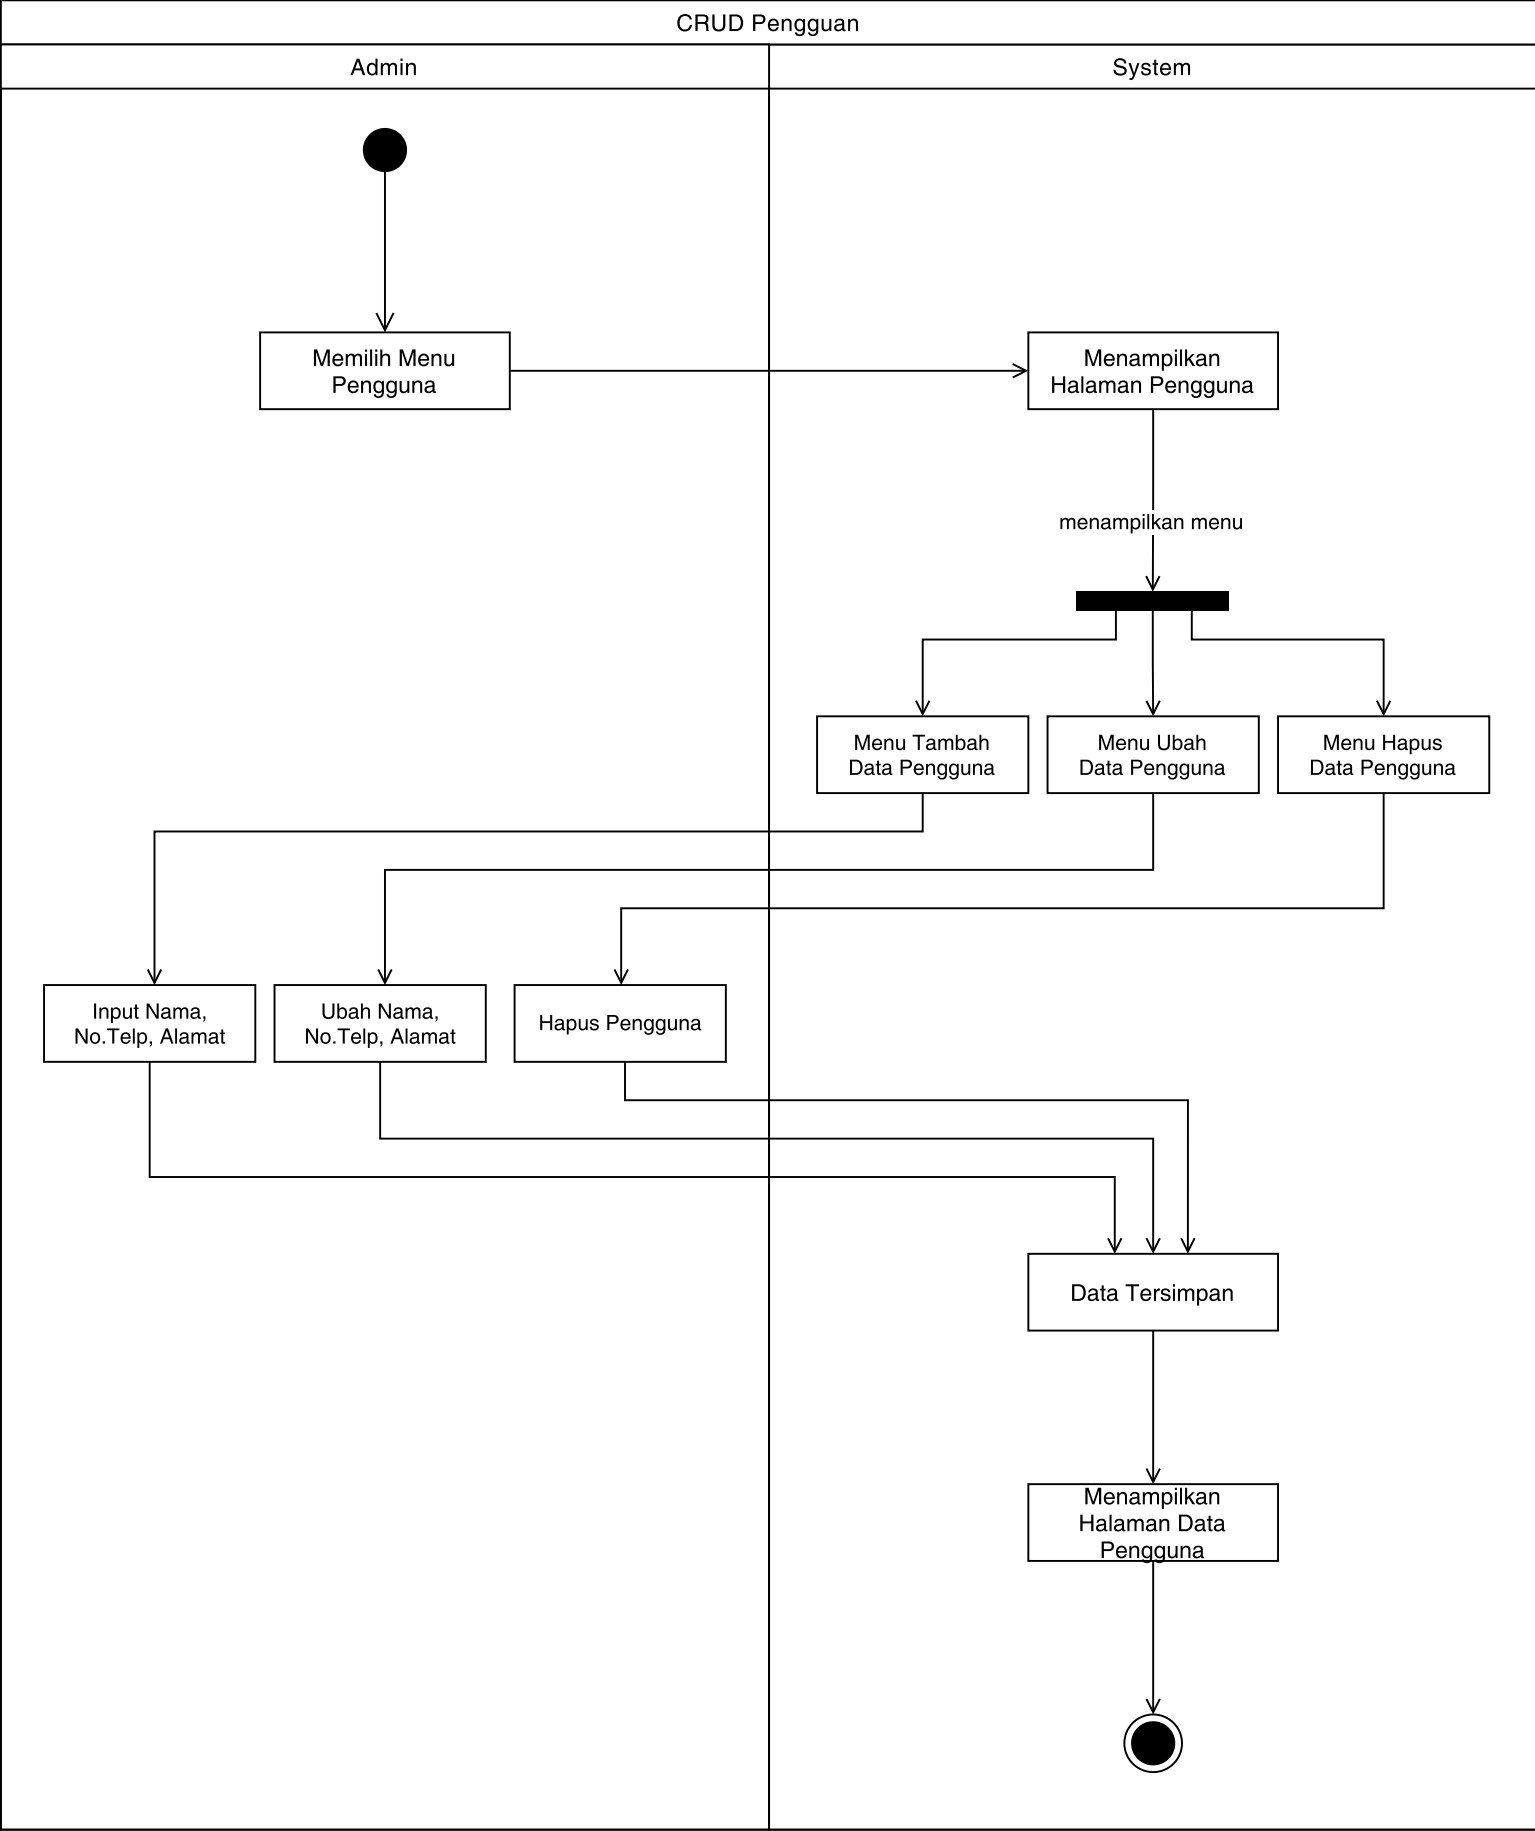 CRUD Pengguan
Admin
System
Memilih Menu
Pengguna
Menampilkan
Halaman Pengguna
menampilkan menu
Menu Tambah
Data Pengguna
Menu Ubah
Data Pengguna
Menu Hapus
Data Pengguna
Input Nama,
No.Telp, Alamat
Ubah Nama,
No.Telp, Alamat
Hapus Pengguna
Data Tersimpan
Menampilkan
Halaman Data
Pengguna